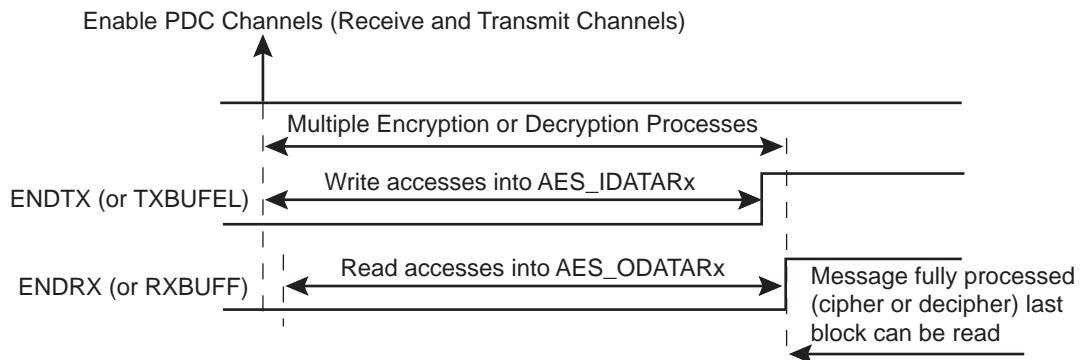 Enable PDC Channels (Receive and Transmit Channels)
Multiple Encryption or Decryption Processes
Write accesses into AES_IDATARx
ENDTX (or TXBUFEL)
Read accesses into AES_ODATARx
ENDRX (or RXBUFF)
Message fully processed
(cipher or decipher) last
block can be read